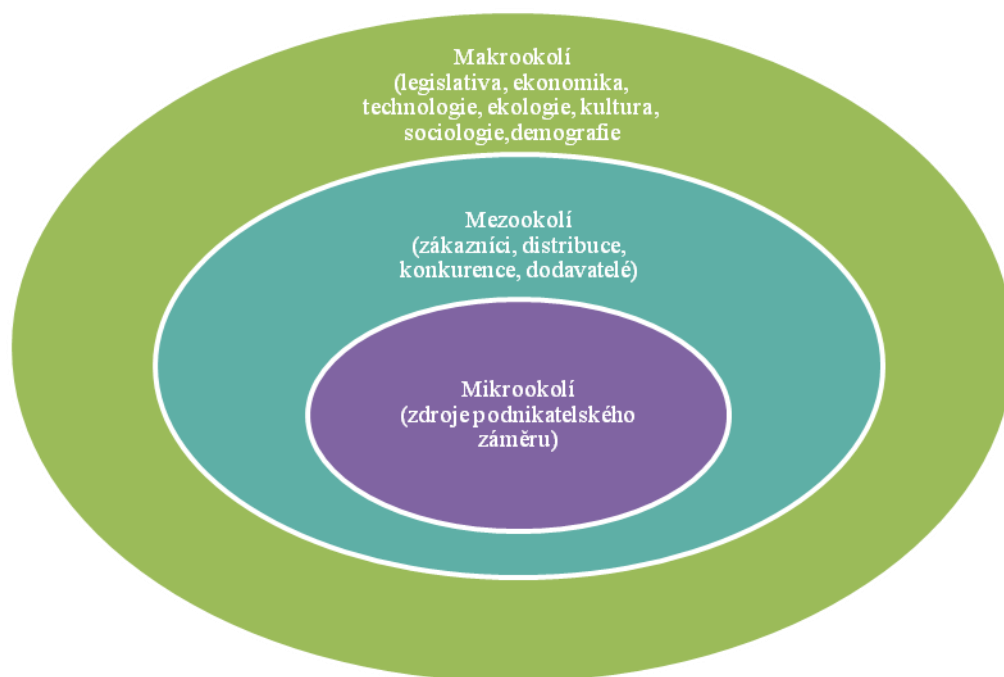 Makrookolí
(legislativa, ekonomika,
technologie, ekologie, kultura,
sociologie,demografie
Mezookolí
(zákazníci, distribuce,
konkurence, dodavatelé)
Mikrookolí
(zdroje podnikatelského
záměru)